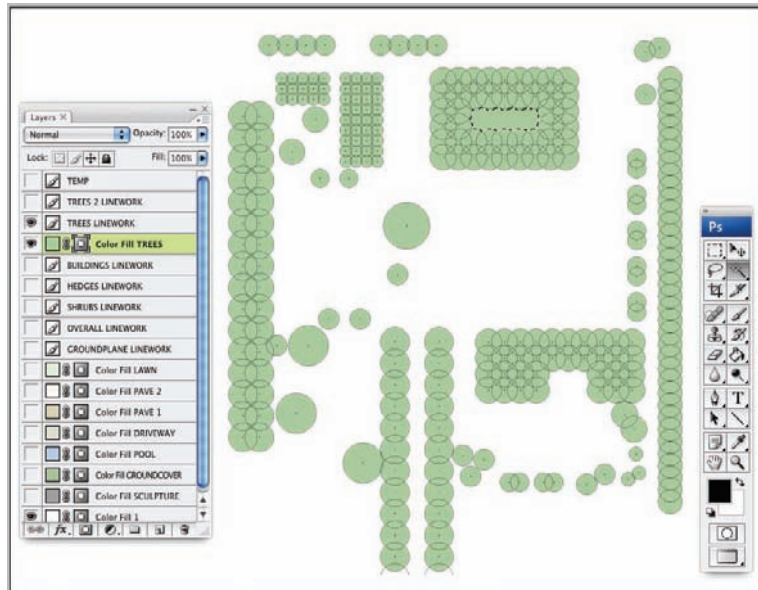 Layers ×
Normal Opacity: 100%
Lock: Fill: 100%
TEMP
TREES 2 LINEWORK
TREES LINEWORK
Color Fill TREES
BUILDINGS LINEWORK
HEDGES LINEWORK
SHRUBS LINEWORK
OVERALL LINEWORK
GROUNDPLANE LINEWORK
Color Fill LAWN
Color Fill PAVE 2
Color Fill PAVE 1
Color Fill DRIVEWAY
Color Fill POOL
Color Fill GROUNDCOVER
Color Fill SCULPTURE
Color Fill 1
fx.
Ps
T